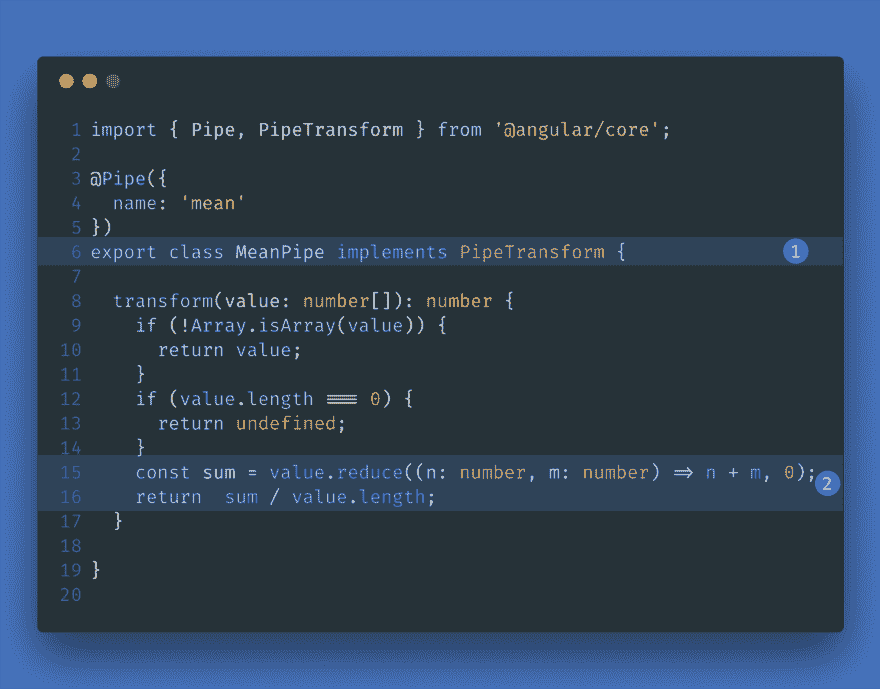 1 import { Pipe, PipeTransform } from '@angular/core';
2
3 @Pipe({
4   name: 'mean'
5 })
6 export class MeanPipe implements PipeTransform { 1
7
8   transform(value: number[]): number {
9     if (!Array.isArray(value)) {
10       return value;
11     }
12     if (value.length === 0) {
13       return undefined;
14     }
15     const sum = value.reduce((n: number, m: number) => n + m, 0); 2
16     return  sum / value.length;
17   }
18
19 }
20